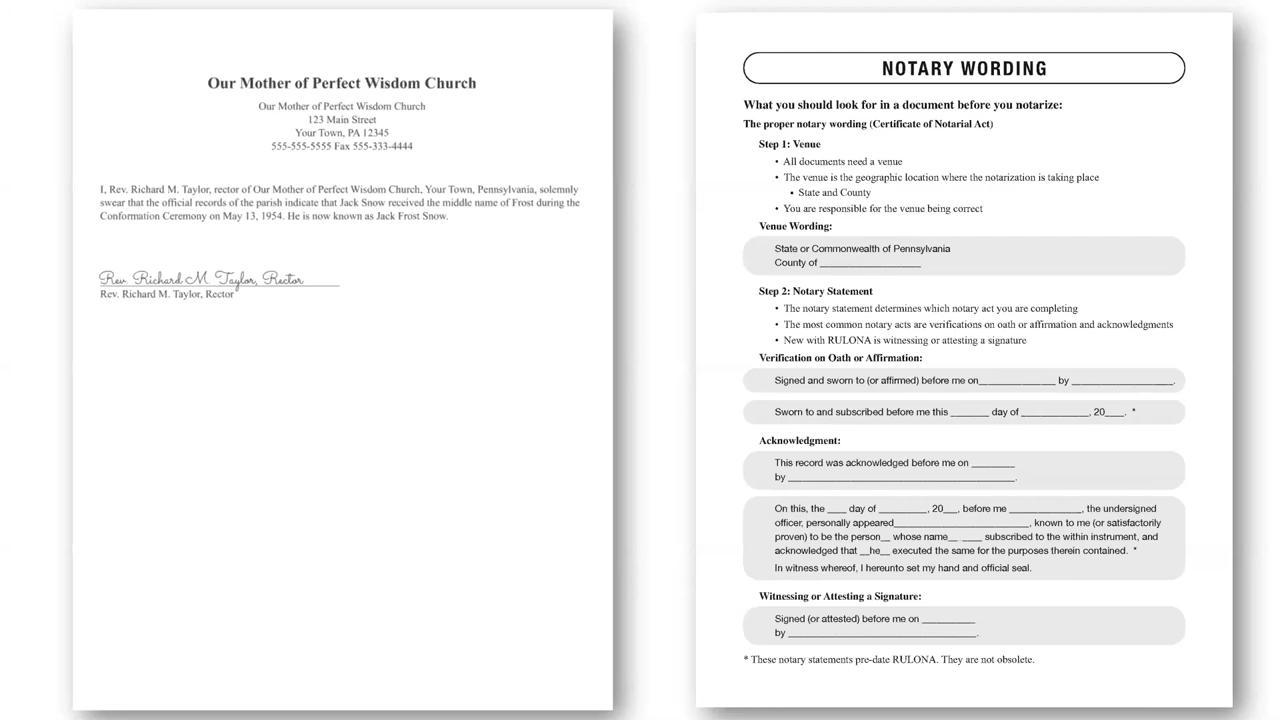 Our Mother of Perfect Wisdom Church
Our Mother of Perfect Wisdom Church
123 Main Street
Your Town, PA 12345
555-555-5555 Fax 555-333-4444
I, Rev. Richard M. Taylor, rector of Our Mother of Perfect Wisdom Church, Your Town, Pennsylvania, solemnly
swear that the official records of the parish indicate that Jack Snow received the middle name of Frost during the
Conformation Ceremony on May 13, 1954. He is now known as Jack Frost Snow.
Rev. Richard M. Taylor, Rector
Rev. Richard M. Taylor, Rector
NOTARY WORDING
What you should look for in a document before you notarize:
The proper notary wording (Certificate of Notarial Act)
Step 1: Venue
• All documents need a venue
• The venue is the geographic location where the notarization is taking place
• State and County
• You are responsible for the venue being correct
Venue Wording:
State or Commonwealth of Pennsylvania
County of ___________________
Step 2: Notary Statement
• The notary statement determines which notary act you are completing
• The most common notary acts are verifications on oath or affirmation and acknowledgments
• New with RULONA is witnessing or attesting a signature
Verification on Oath or Affirmation:
Signed and sworn to (or affirmed) before me on______________ by ___________________.
Sworn to and subscribed before me this _______ day of _____________, 20____. *
Acknowledgment:
This record was acknowledged before me on ________
by __________________________________________.
On this, the ____ day of _________, 20___, before me ______________, the undersigned
officer, personally appeared_________________________, known to me (or satisfactorily
proven) to be the person__ whose name__ ____ subscribed to the within instrument, and
acknowledged that __he__ executed the same for the purposes therein contained. *
In witness whereof, I hereunto set my hand and official seal.
Witnessing or Attesting a Signature:
Signed (or attested) before me on __________
by ___________________________________.
* These notary statements pre-date RULONA. They are not obsolete.